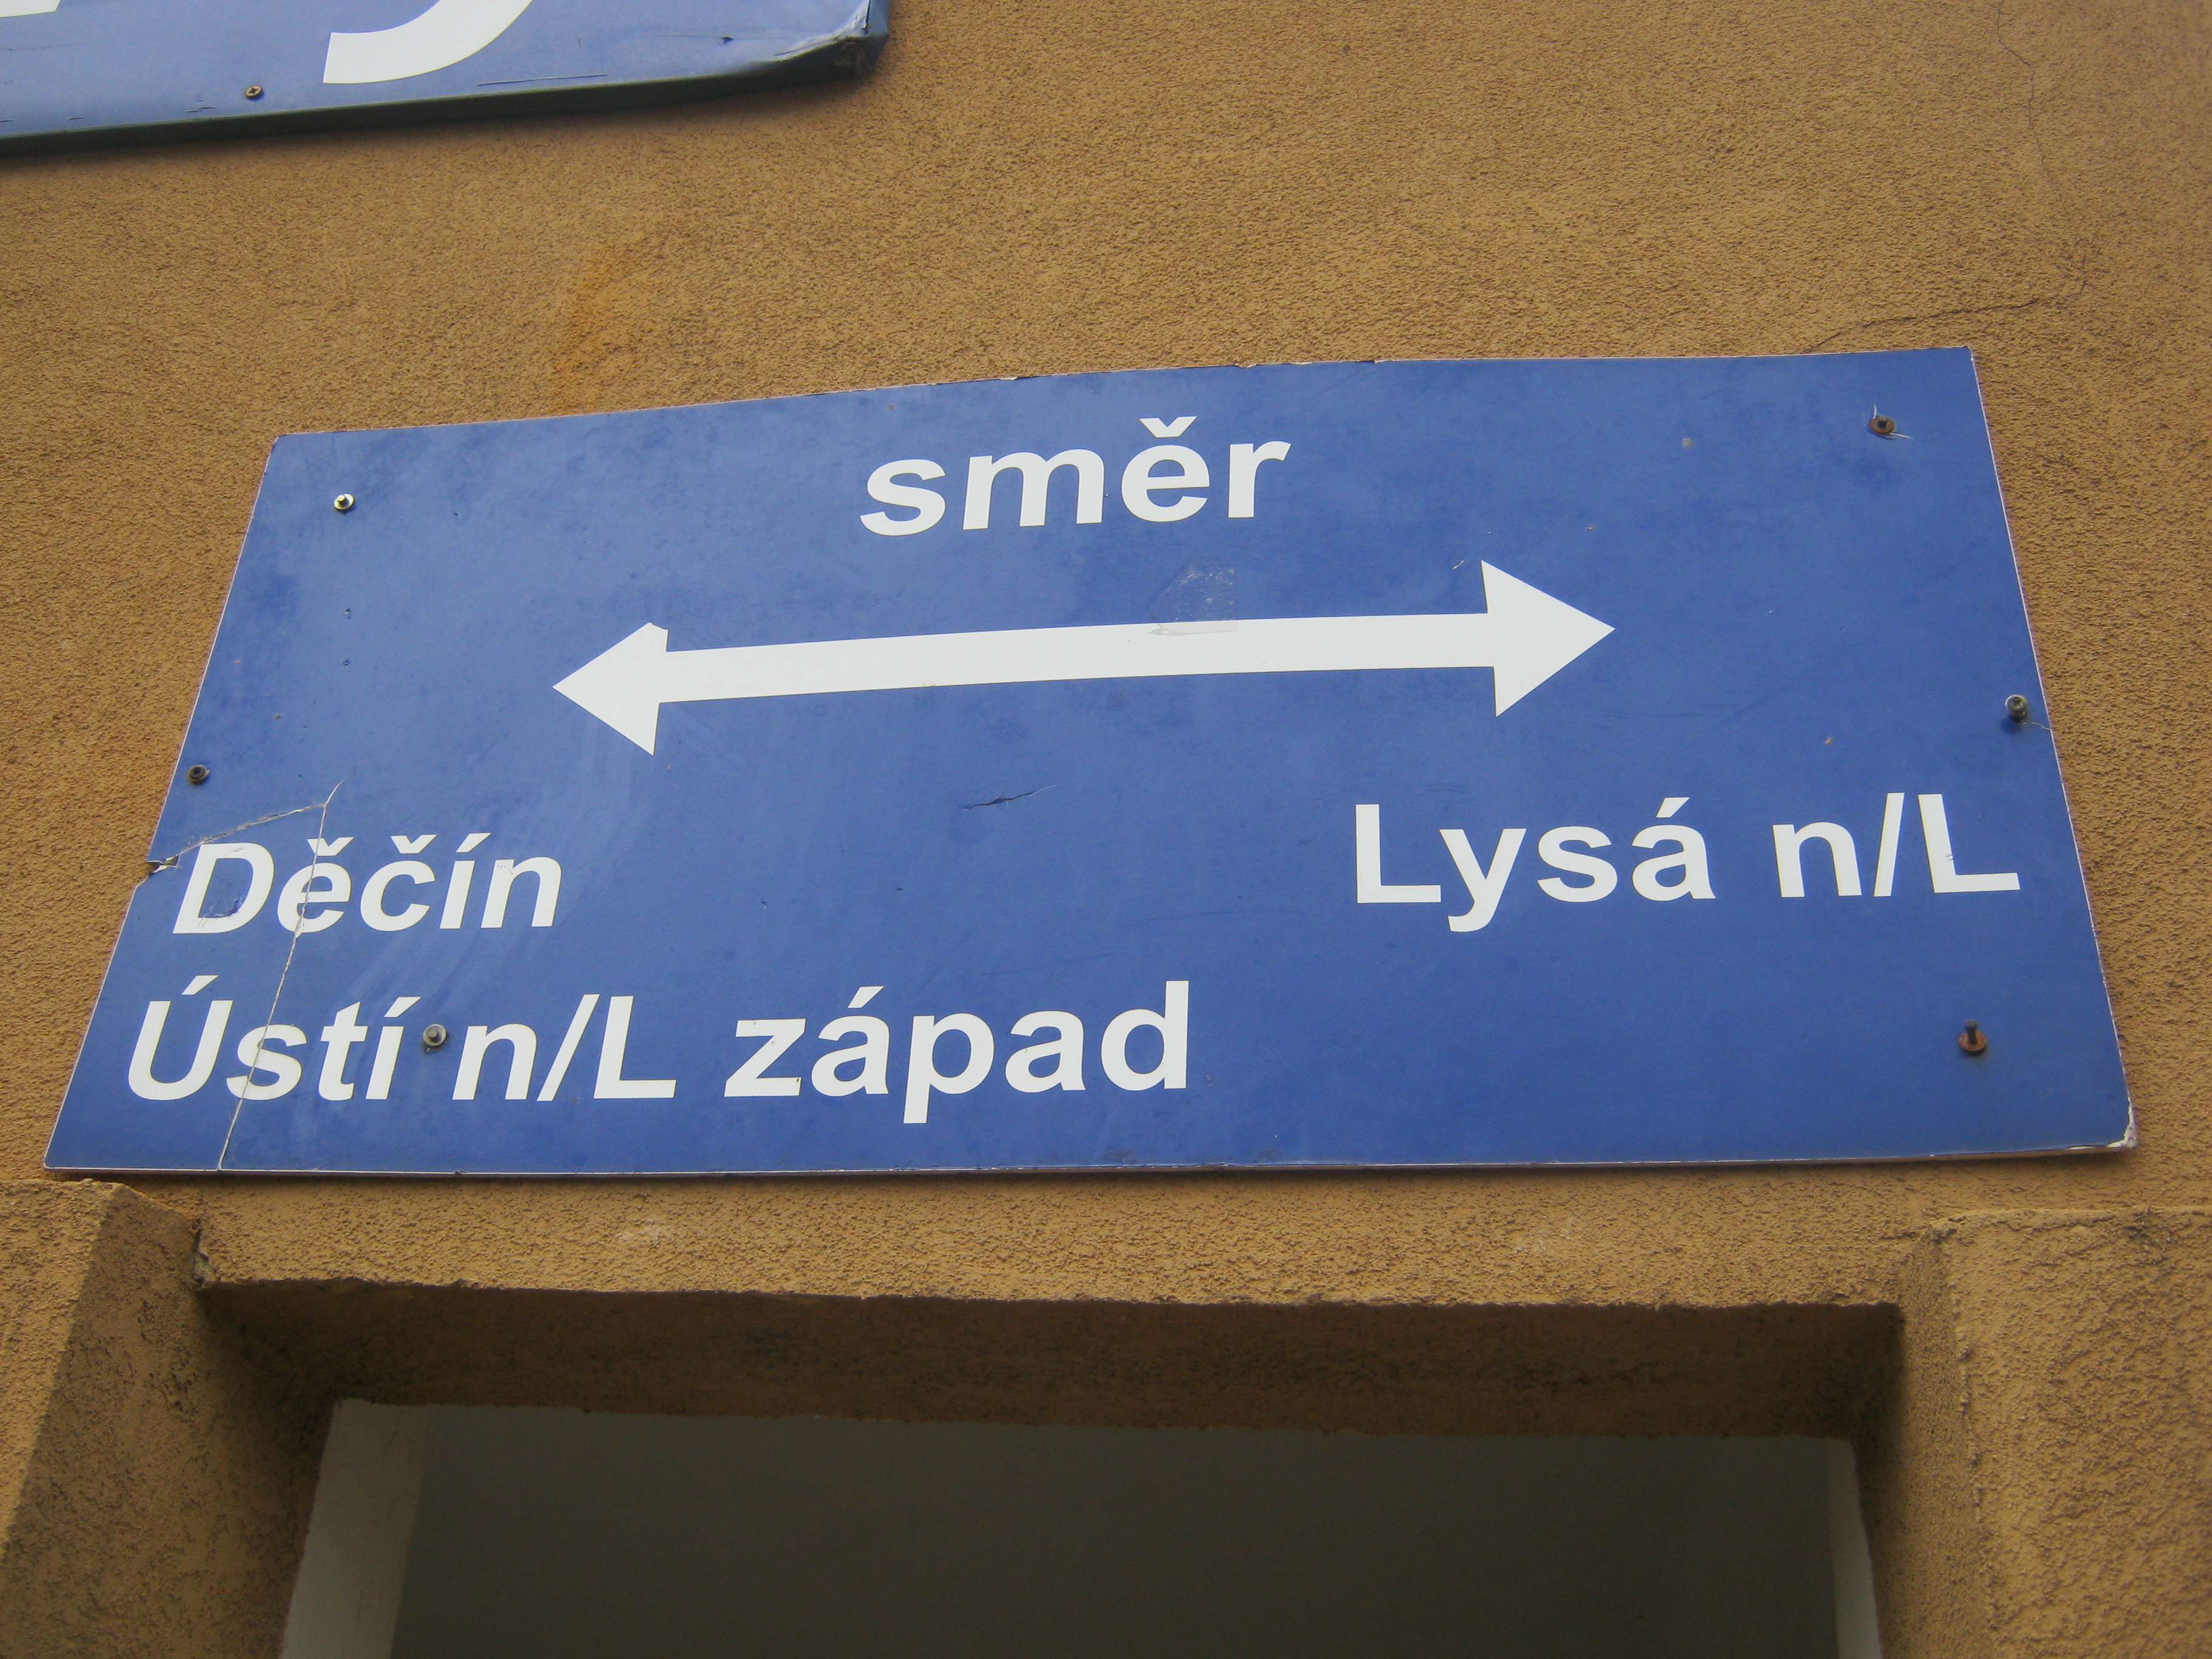 směr
Děčín
Lysá n/L
Ústí n/L západ